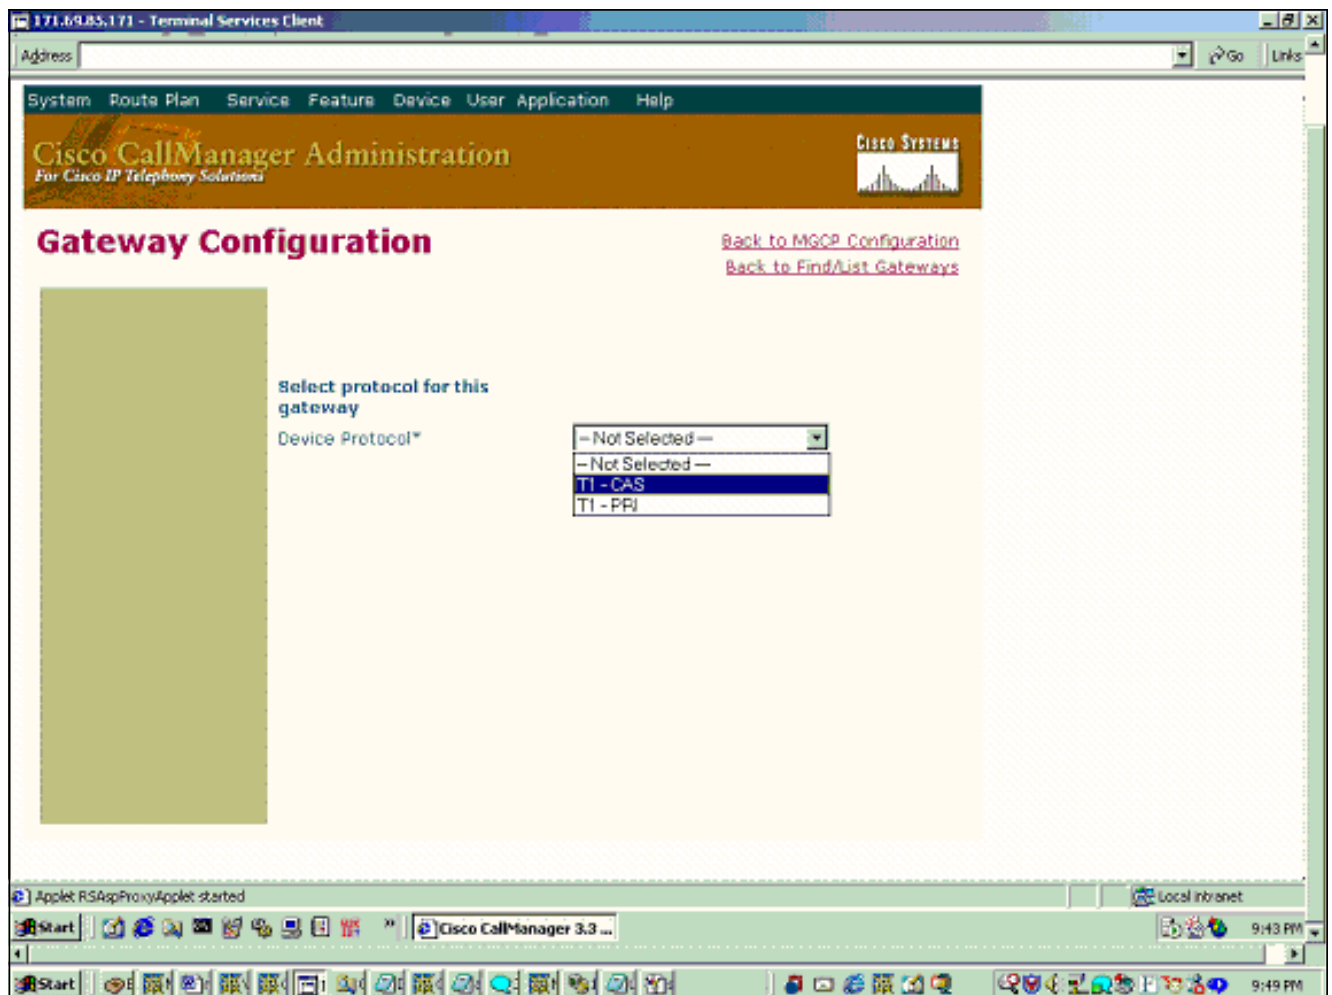 171.69.85.171 - Terminal Services Client
Address
Go
Links
System Route Plan Service Feature Device User Application Help
Cisco CallManager Administration
For Cisco IP Telephony Solutions
CISCO SYSTEMS
Gateway Configuration
Back to MGCP Configuration
Back to Find/List Gateways
Select protocol for this
gateway
Device Protocol*
-- Not Selected --
-- Not Selected --
T1 - CAS
T1 - PRI
Applet RSAspProxyApplet started
Local intranet
Start
Cisco CallManager 3.3 ...
9:43 PM
Start
9:49 PM